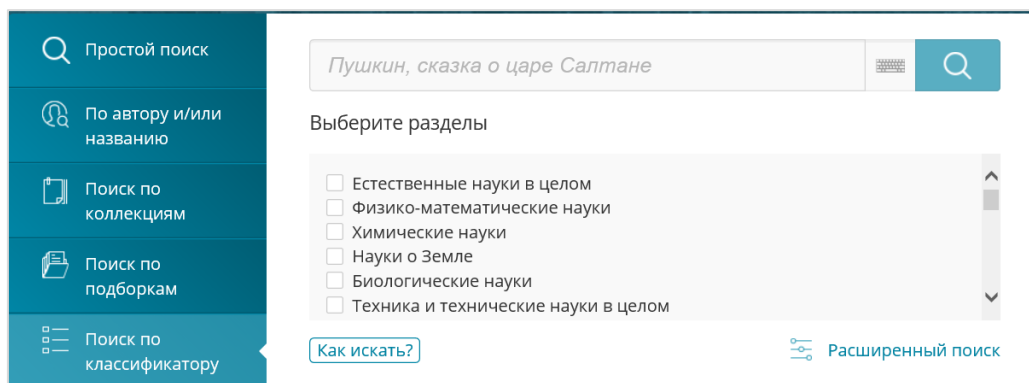 Простой поиск
По автору и/или
названию
Поиск по
коллекциям
Поиск по
подборкам
Поиск по
классификатору
Пушкин, сказка о царе Салтане
Выберите разделы
Естественные науки в целом
Физико-математические науки
Химические науки
Науки о Земле
Биологические науки
Техника и технические науки в целом
Как искать?
Расширенный поиск